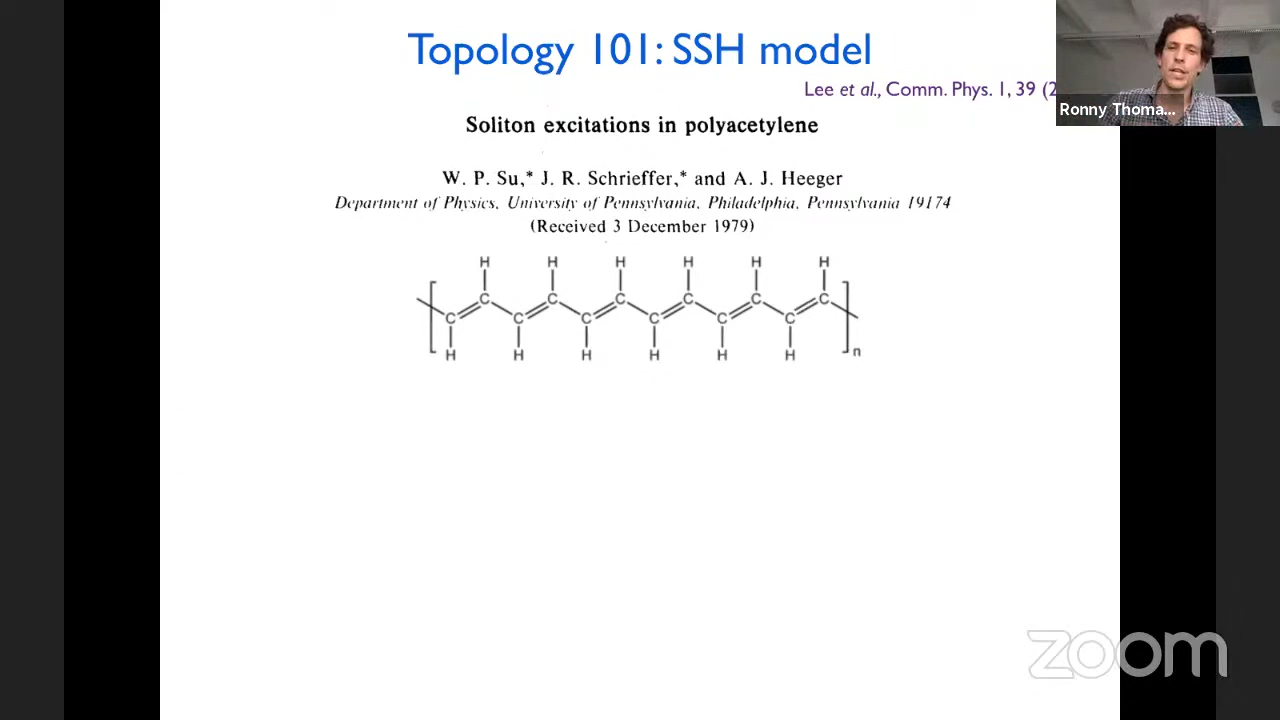 Topology 101: SSH model
Lee et al., Comm. Phys. 1, 39 (2
Ronny Thoma...
Soliton excitations in polyacetylene
W. P. Su,* J. R. Schrieffer,* and A. J. Heeger
Department of Physics, University of Pennsylvania, Philadelphia, Pennsylvania 19174
(Received 3 December 1979)
H H H H H H
C C C C C C
C C C C C C
H H H H H H n
zoom